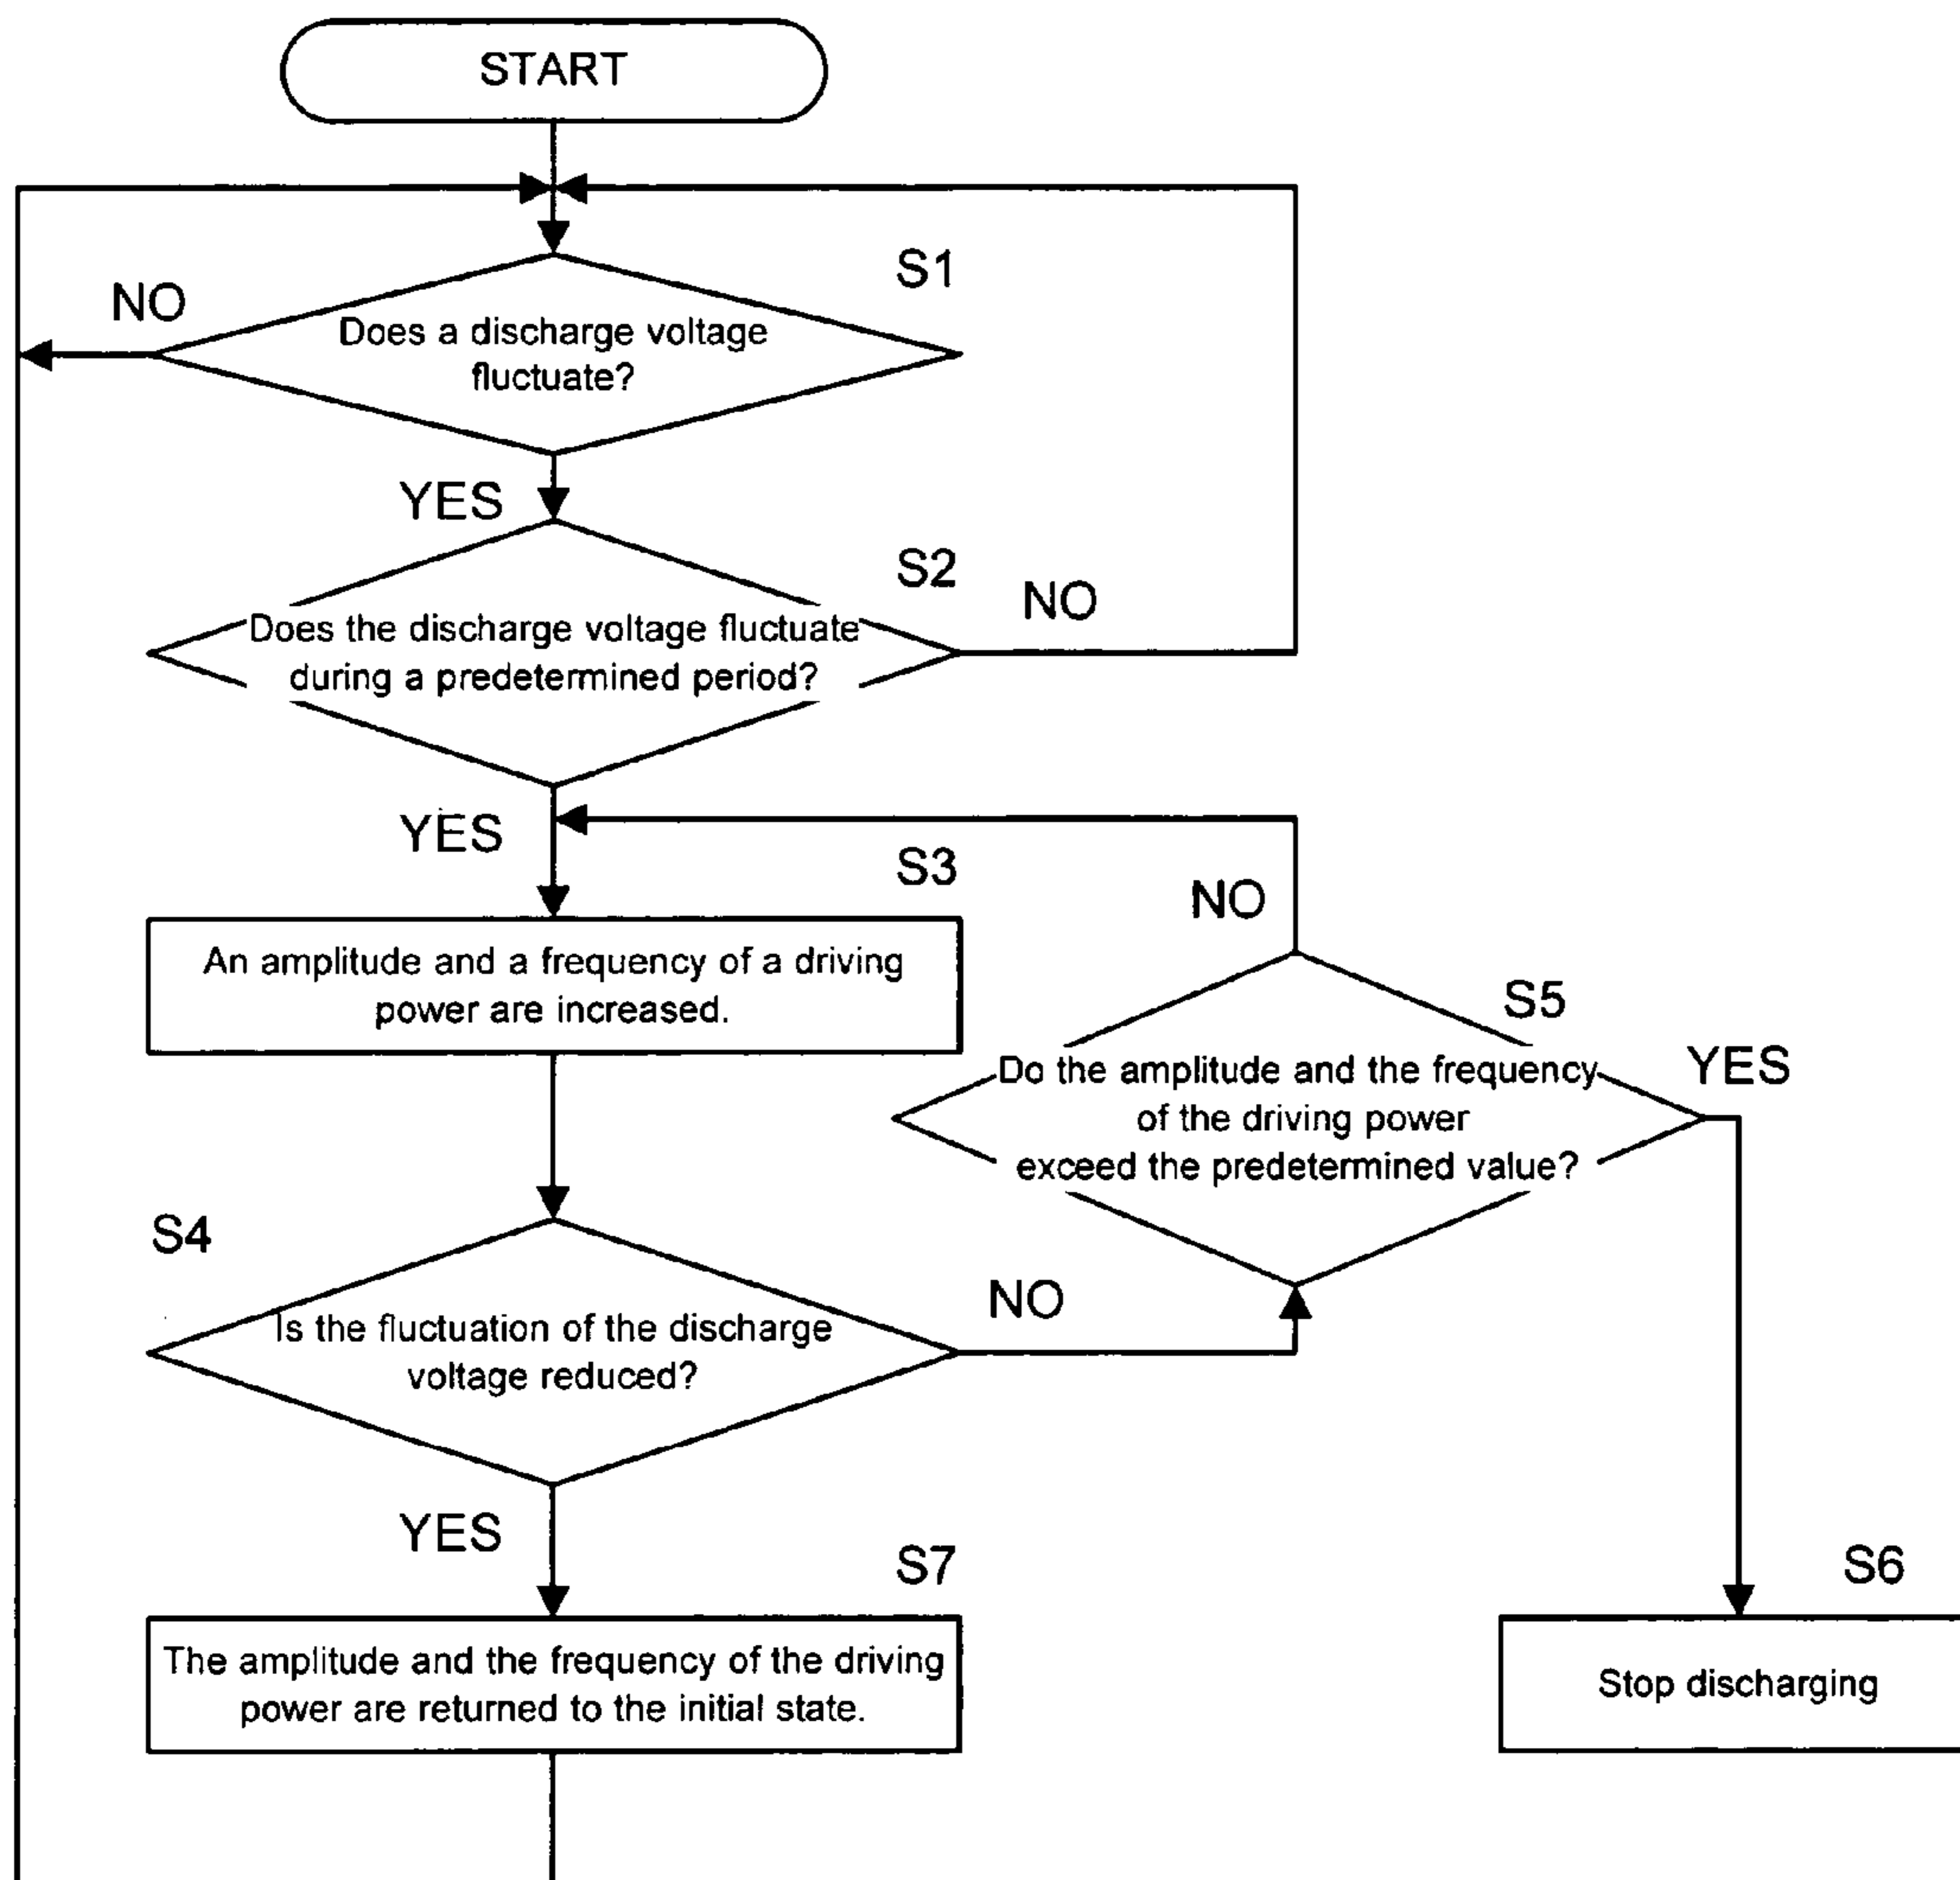 START
S1
NO
Does a discharge voltage
fluctuate?
YES
S2
NO
Does the discharge voltage fluctuate
during a predetermined period?
YES
S3
NO
An amplitude and a frequency of a driving
power are increased.
S5
YES
Do the amplitude and the frequency
of the driving power
exceed the predetermined value?
S4
NO
Is the fluctuation of the discharge
voltage reduced?
YES
S7
S6
The amplitude and the frequency of the driving
power are returned to the initial state.
Stop discharging